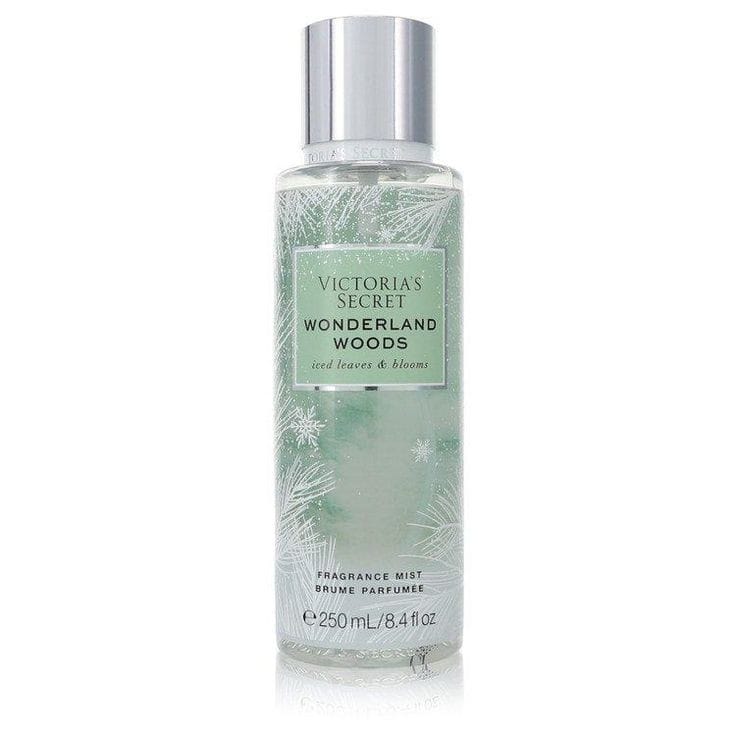 VICTORIA'S
SECRET
WONDERLAND
WOODS
iced leaves & blooms
FRAGRANCE MIST
BRUME PARFUMÉE
℮ 250 mL/8.4 fl oz